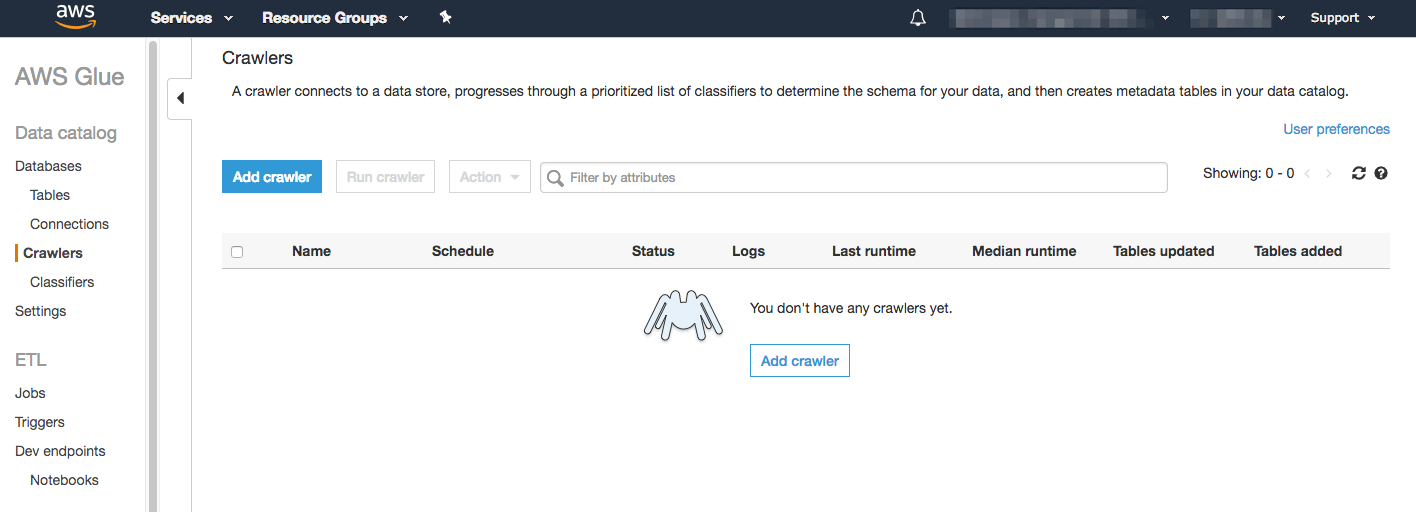 aws Services Resource Groups Support
AWS Glue
Data catalog
Databases
Tables
Connections
Crawlers
Classifiers
Settings
ETL
Jobs
Triggers
Dev endpoints
Notebooks
Crawlers
A crawler connects to a data store, progresses through a prioritized list of classifiers to determine the schema for your data, and then creates metadata tables in your data catalog.
User preferences
Add crawler Run crawler Action Filter by attributes Showing: 0 - 0
Name Schedule Status Logs Last runtime Median runtime Tables updated Tables added
You don't have any crawlers yet.
Add crawler